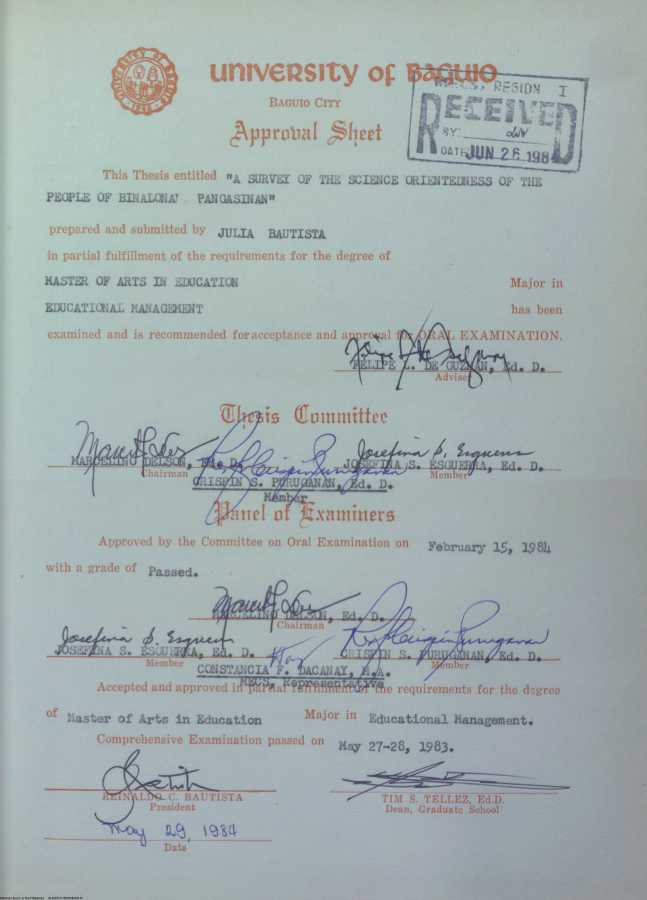 UNIVERSITY of BAGUIO
BAGUIO CITY
Approval Sheet
REGION I
RECEIVED
BY:
DATE JUN 26 198
This Thesis entitled "A SURVEY OF THE SCIENCE ORIENTEDNESS OF THE
PEOPLE OF BINALONAN PANGASINAN"
prepared and submitted by JULIA BAUTISTA
in partial fulfillment of the requirements for the degree of
MASTER OF ARTS IN EDUCATION Major in
EDUCATIONAL MANAGEMENT has been
examined and is recommended for acceptance and approval for ORAL EXAMINATION.
FELIPE L. DE GUZMAN, Ed. D.
Adviser
Thesis Committee
MARCELINO DELSON, Ed. D. JOSEFINA S. ESGUERRA, Ed. D.
Chairman Member
CRISPIN S. PURUGANAN, Ed. D.
Member
Panel of Examiners
Approved by the Committee on Oral Examination on February 15, 1984
with a grade of Passed.
MARCELINO DELSON, Ed. D.
Chairman
Josefina S. Esguerra
JOSEFINA S. ESGUERRA, Ed. D. CRISPIN S. PURUGANAN, Ed. D.
Member Member
CONSTANCIA F. DACANAY, M.A.
MECS, Representative
Accepted and approved in partial fulfillment of the requirements for the degree
of Master of Arts in Education Major in Educational Management.
Comprehensive Examination passed on May 27-28, 1983.
REINALDO C. BAUTISTA TIM S. TELLEZ, Ed.D.
President Dean, Graduate School
May 29, 1984
Date